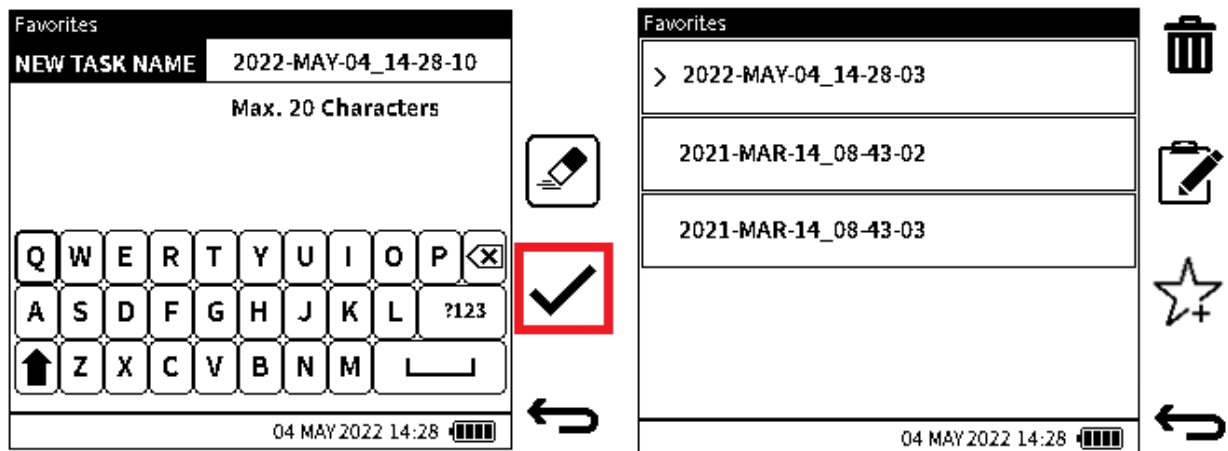 Favorites
NEW TASK NAME 2022-MAY-04_14-28-10
Max. 20 Characters
Q W E R T Y U I O P
A S D F G H J K L ?123
Z X C V B N M
04 MAY 2022 14:28
Favorites
> 2022-MAY-04_14-28-03
2021-MAR-14_08-43-02
2021-MAR-14_08-43-03
04 MAY 2022 14:28